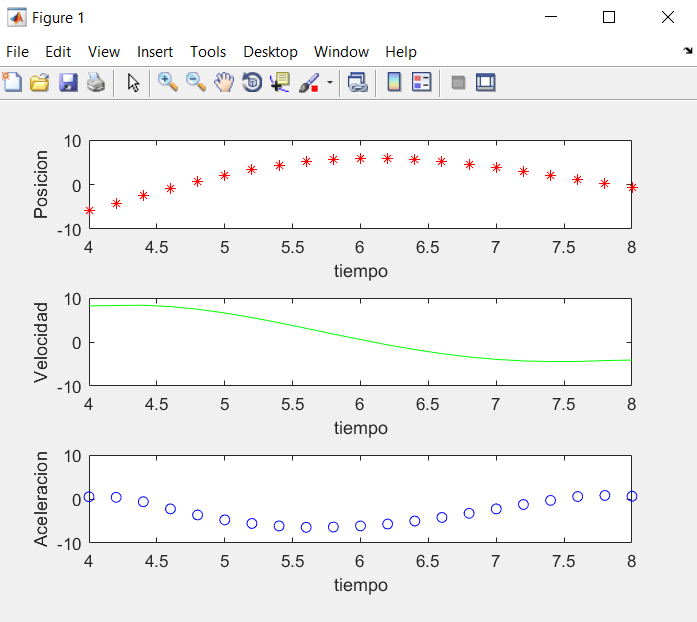 Figure 1
File Edit View Insert Tools Desktop Window Help
Posicion
10
0
-10
4 4.5 5 5.5 6 6.5 7 7.5 8
tiempo
Velocidad
10
0
-10
4 4.5 5 5.5 6 6.5 7 7.5 8
tiempo
Aceleracion
10
0
-10
4 4.5 5 5.5 6 6.5 7 7.5 8
tiempo